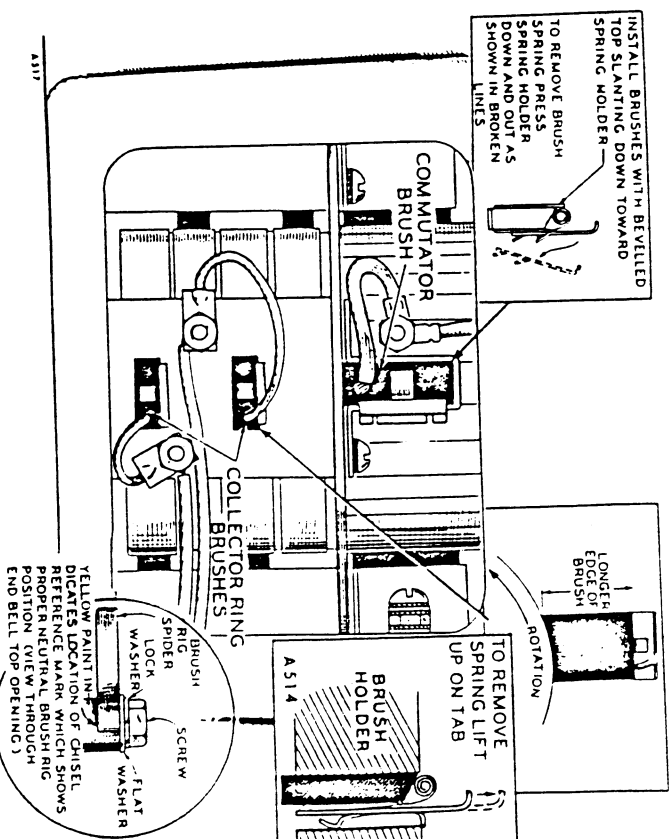 INSTALL BRUSHES WITH BEVELLED
TOP SLANTING DOWN TOWARD
SPRING HOLDER
TO REMOVE BRUSH
SPRING PRESS
SPRING HOLDER
DOWN AND OUT AS
SHOWN IN BROKEN
LINES
COMMUTATOR
BRUSH
LONGER
EDGE OF
BRUSH
ROTATION
TO REMOVE
SPRING LIFT
UP ON TAB
BRUSH
HOLDER
A514
COLLECTOR RING
BRUSHES
BRUSH
RIG
SPIDER
LOCK
WASHER
SCREW
FLAT
WASHER
YELLOW PAINT IN-
DICATES LOCATION OF CHISEL
REFERENCE MARK WHICH SHOWS
PROPER NEUTRAL BRUSH RIG
POSITION (VIEW THROUGH
END BELL TOP OPENING)
A517